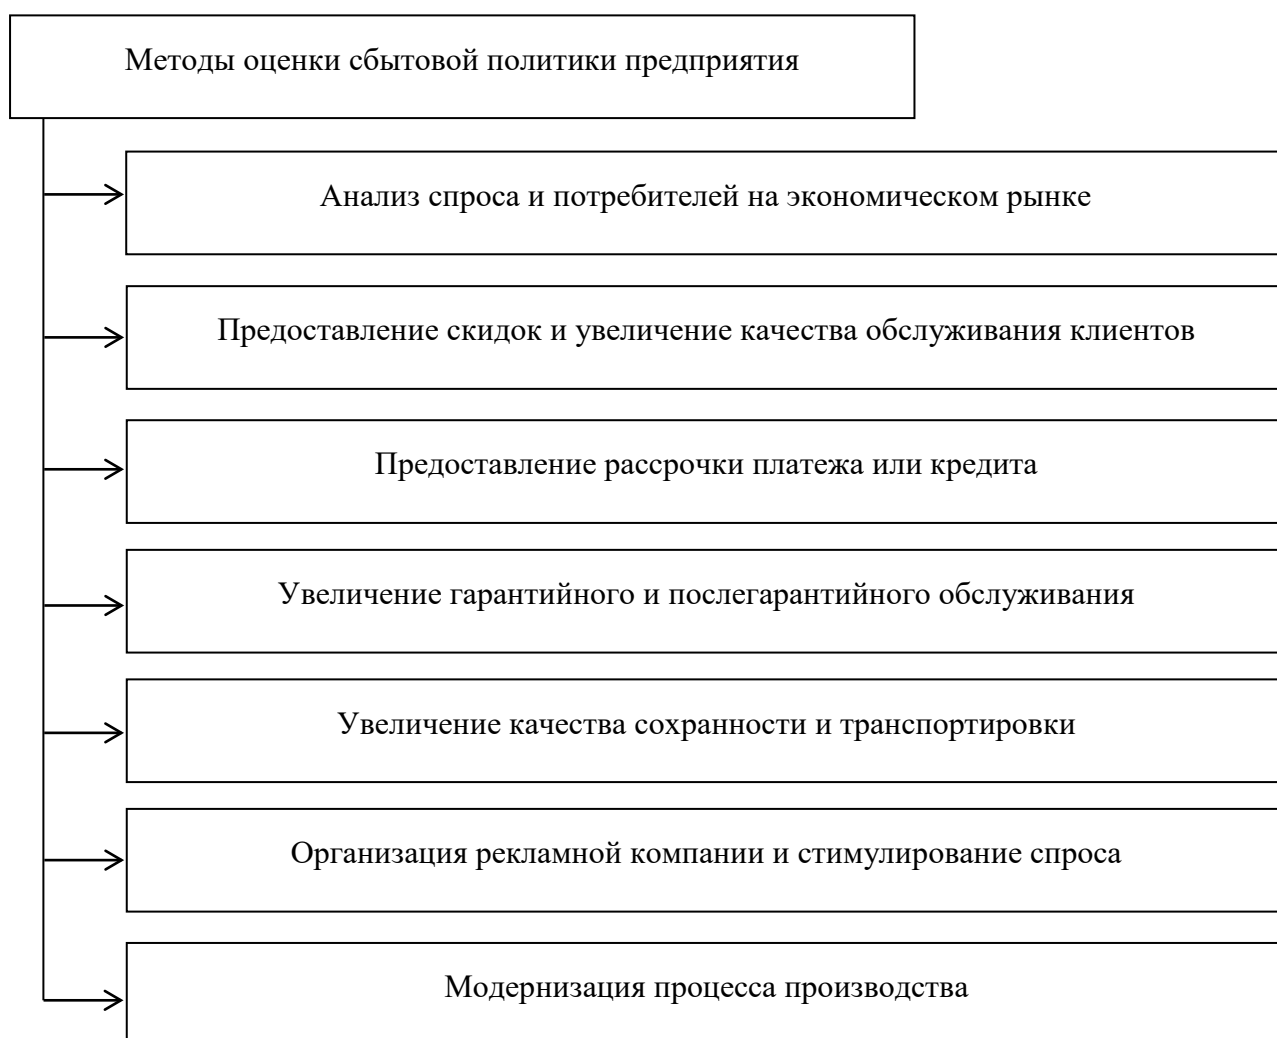 Методы оценки сбытовой политики предприятия
Анализ спроса и потребителей на экономическом рынке
Предоставление скидок и увеличение качества обслуживания клиентов
Предоставление рассрочки платежа или кредита
Увеличение гарантийного и послегарантийного обслуживания
Увеличение качества сохранности и транспортировки
Организация рекламной компании и стимулирование спроса
Модернизация процесса производства